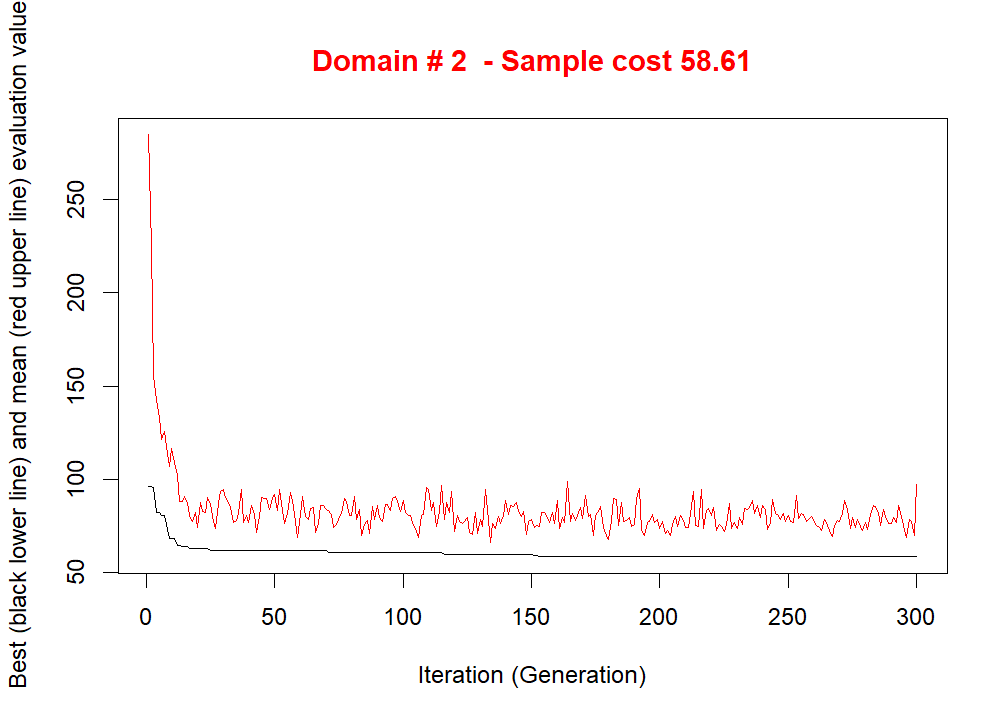 Domain # 2  - Sample cost 58.61
Best (black lower line) and mean (red upper line) evaluation value
250
200
150
100
50
0 50 100 150 200 250 300
Iteration (Generation)